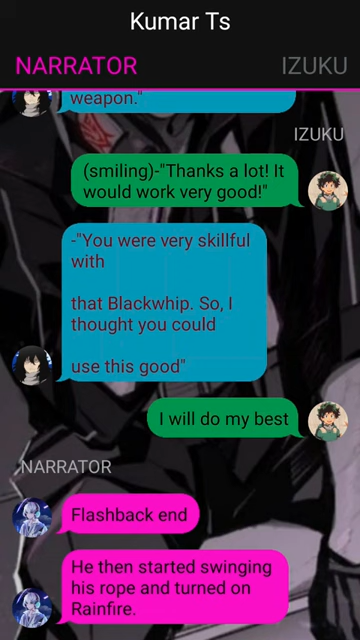 Kumar Ts
NARRATOR
IZUKU
weapon."
IZUKU
(smiling)-"Thanks a lot! It
would work very good!"
-"You were very skillful
with
that Blackwhip. So, I
thought you could
use this good"
I will do my best
NARRATOR
Flashback end
He then started swinging
his rope and turned on
Rainfire.